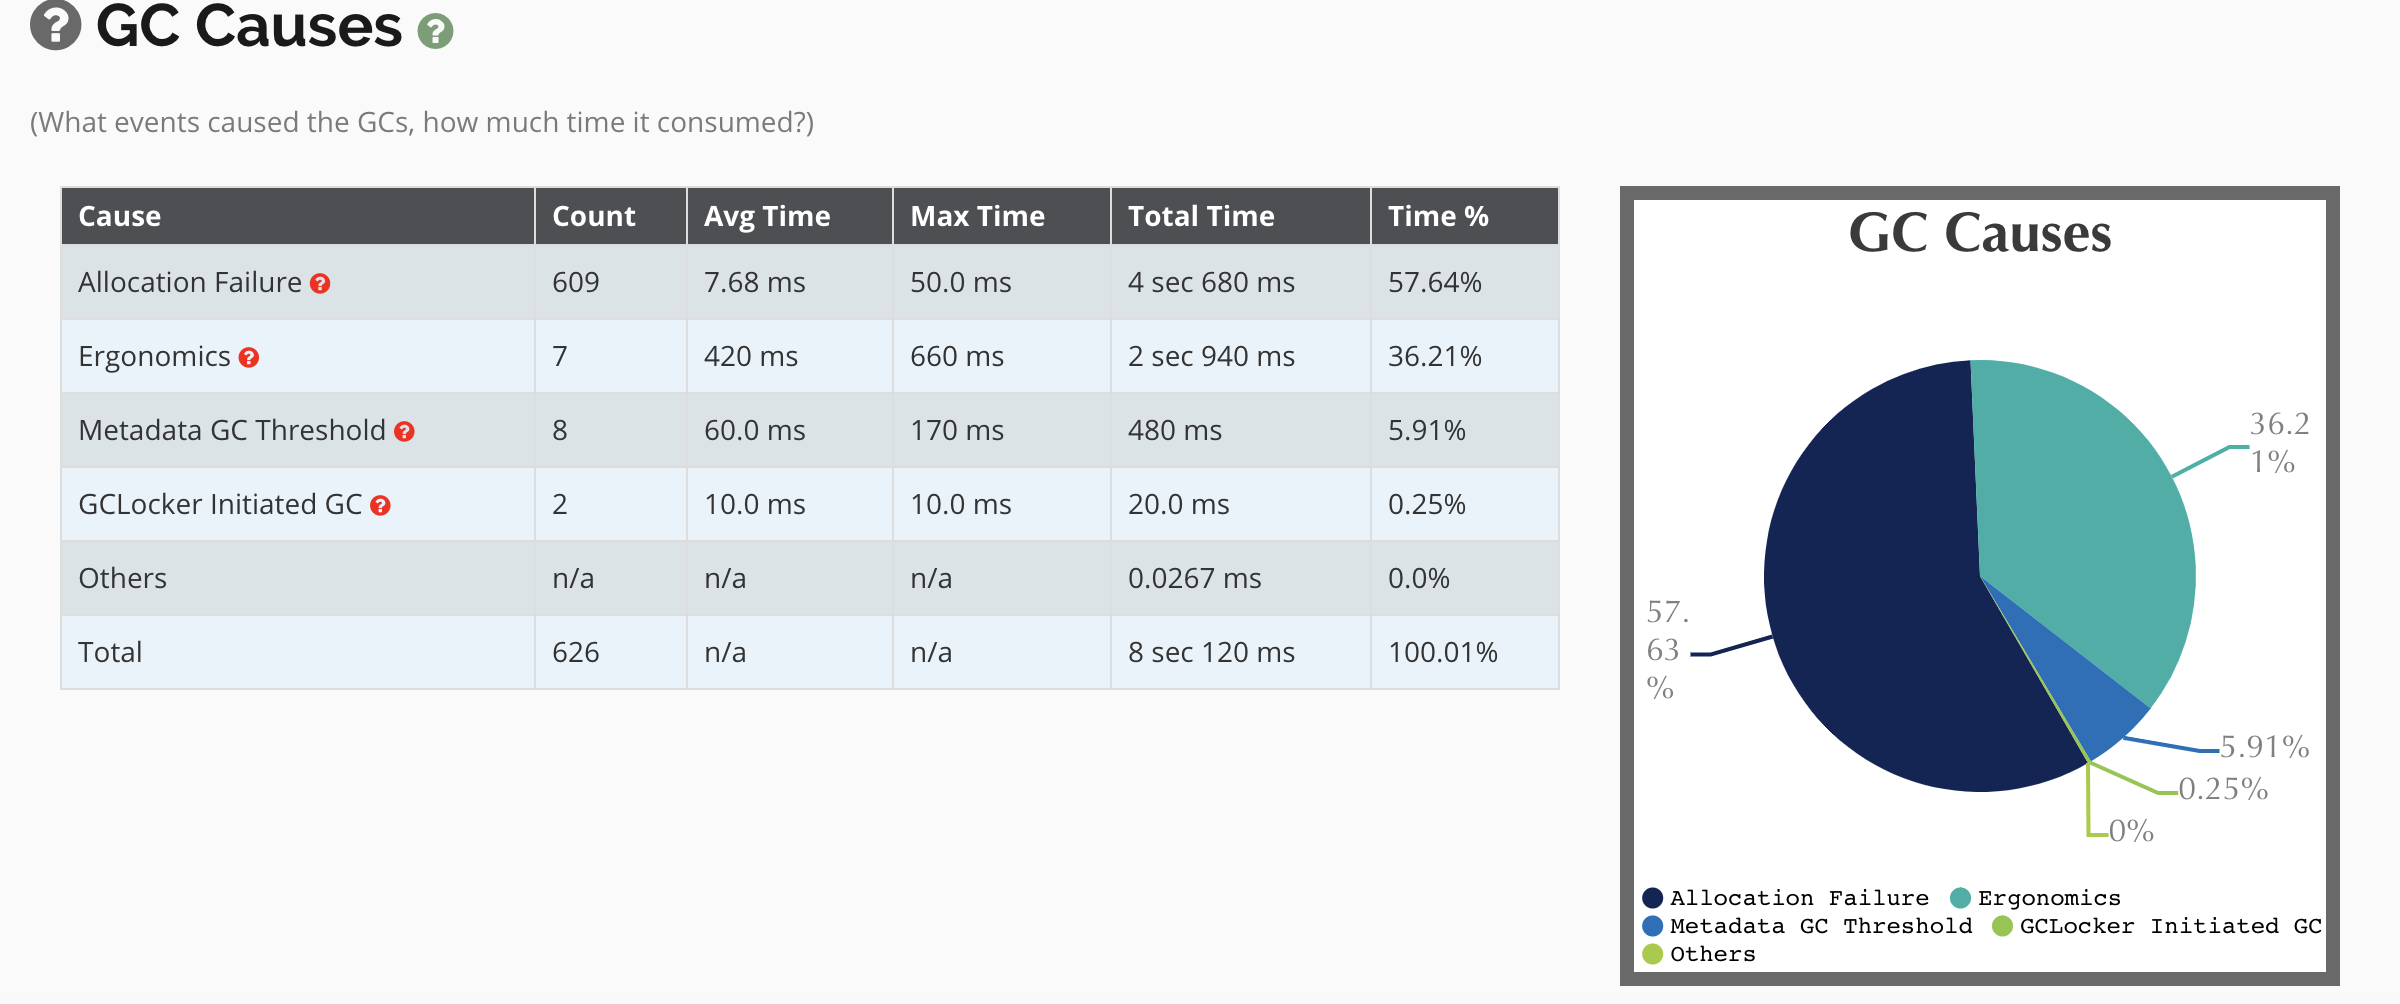 GC Causes
(What events caused the GCs, how much time it consumed?)
Cause Count Avg Time Max Time Total Time Time %
Allocation Failure 609 7.68 ms 50.0 ms 4 sec 680 ms 57.64%
Ergonomics 7 420 ms 660 ms 2 sec 940 ms 36.21%
Metadata GC Threshold 8 60.0 ms 170 ms 480 ms 5.91%
GCLocker Initiated GC 2 10.0 ms 10.0 ms 20.0 ms 0.25%
Others n/a n/a n/a 0.0267 ms 0.0%
Total 626 n/a n/a 8 sec 120 ms 100.01%
GC Causes
36.2
1%
57.
63
%
5.91%
0.25%
0%
Allocation Failure Ergonomics
Metadata GC Threshold GCLocker Initiated GC
Others